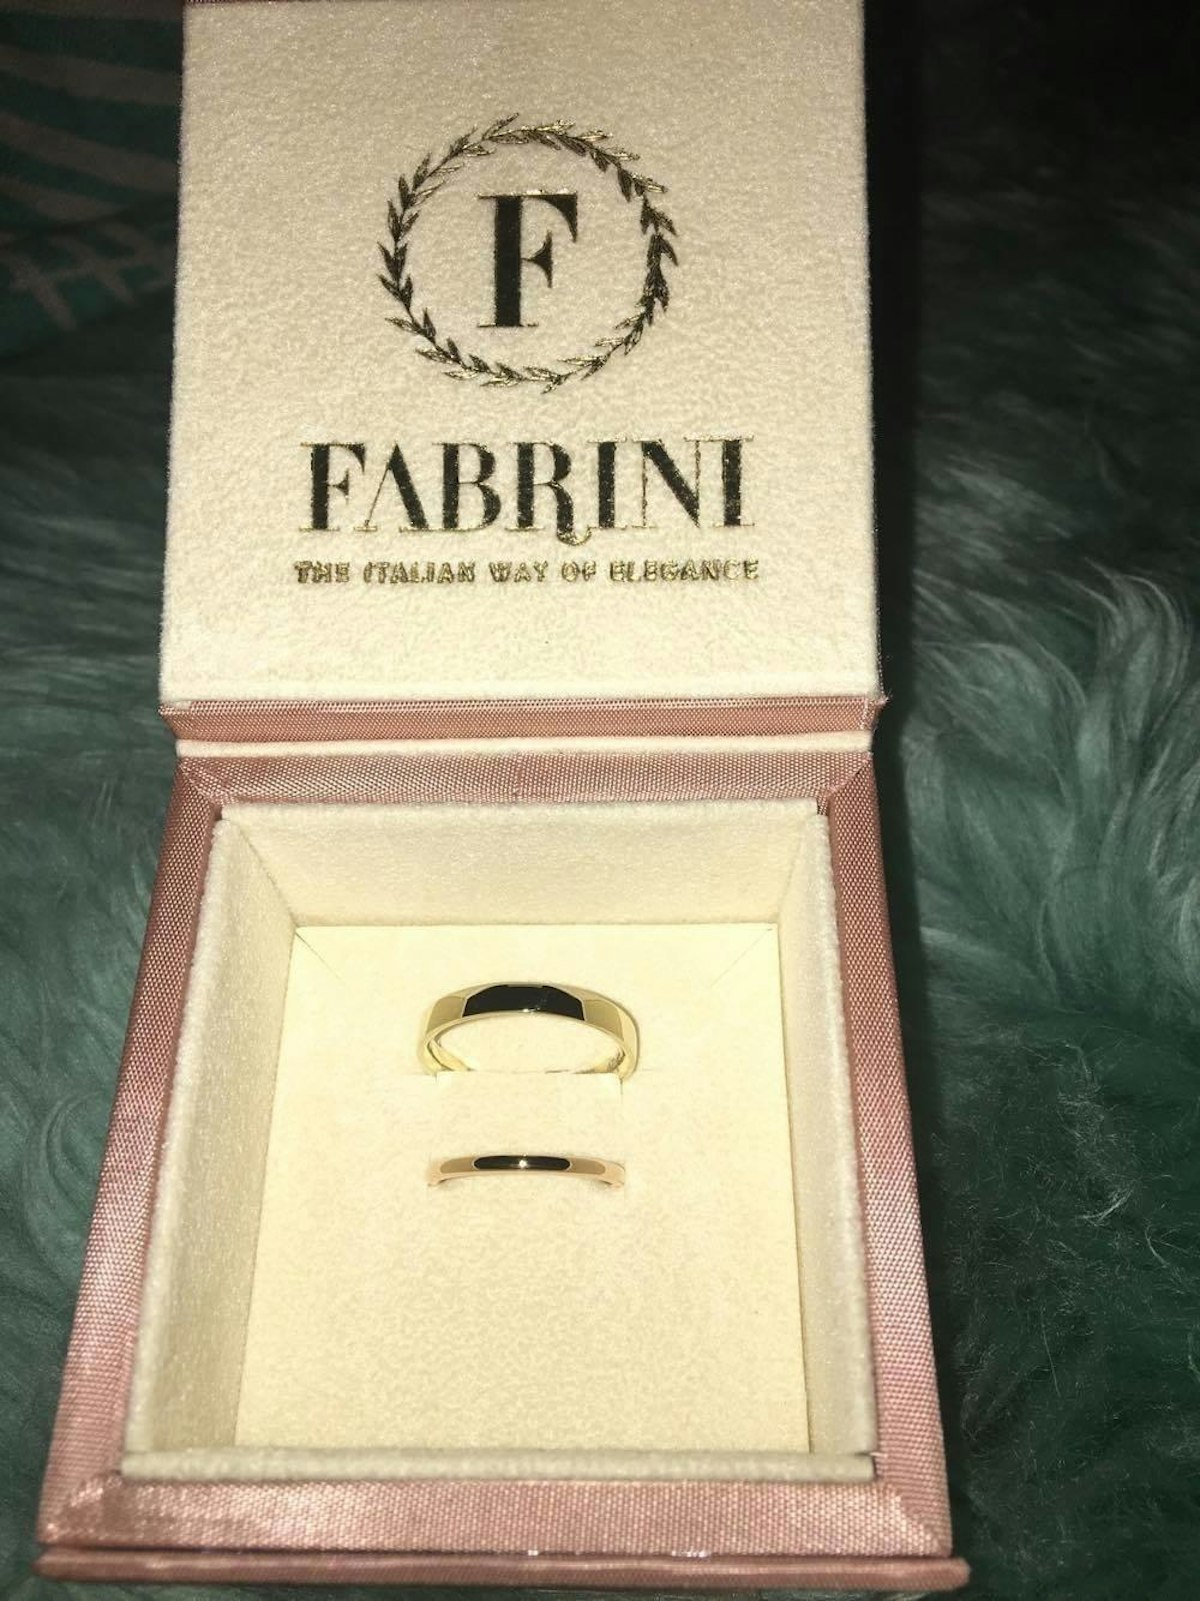 F
FABRINI
THE ITALIAN WAY OF ELEGANCE